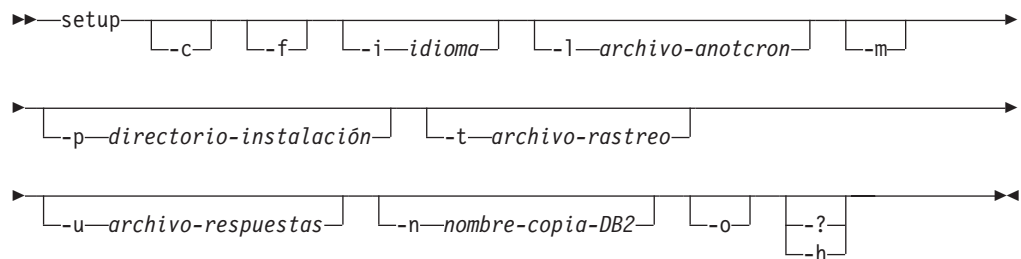 setup -c -f -i idioma -l archivo-anotcron -m
-p directorio-instalación -t archivo-rastreo
-u archivo-respuestas -n nombre-copia-DB2 -o -?
-h